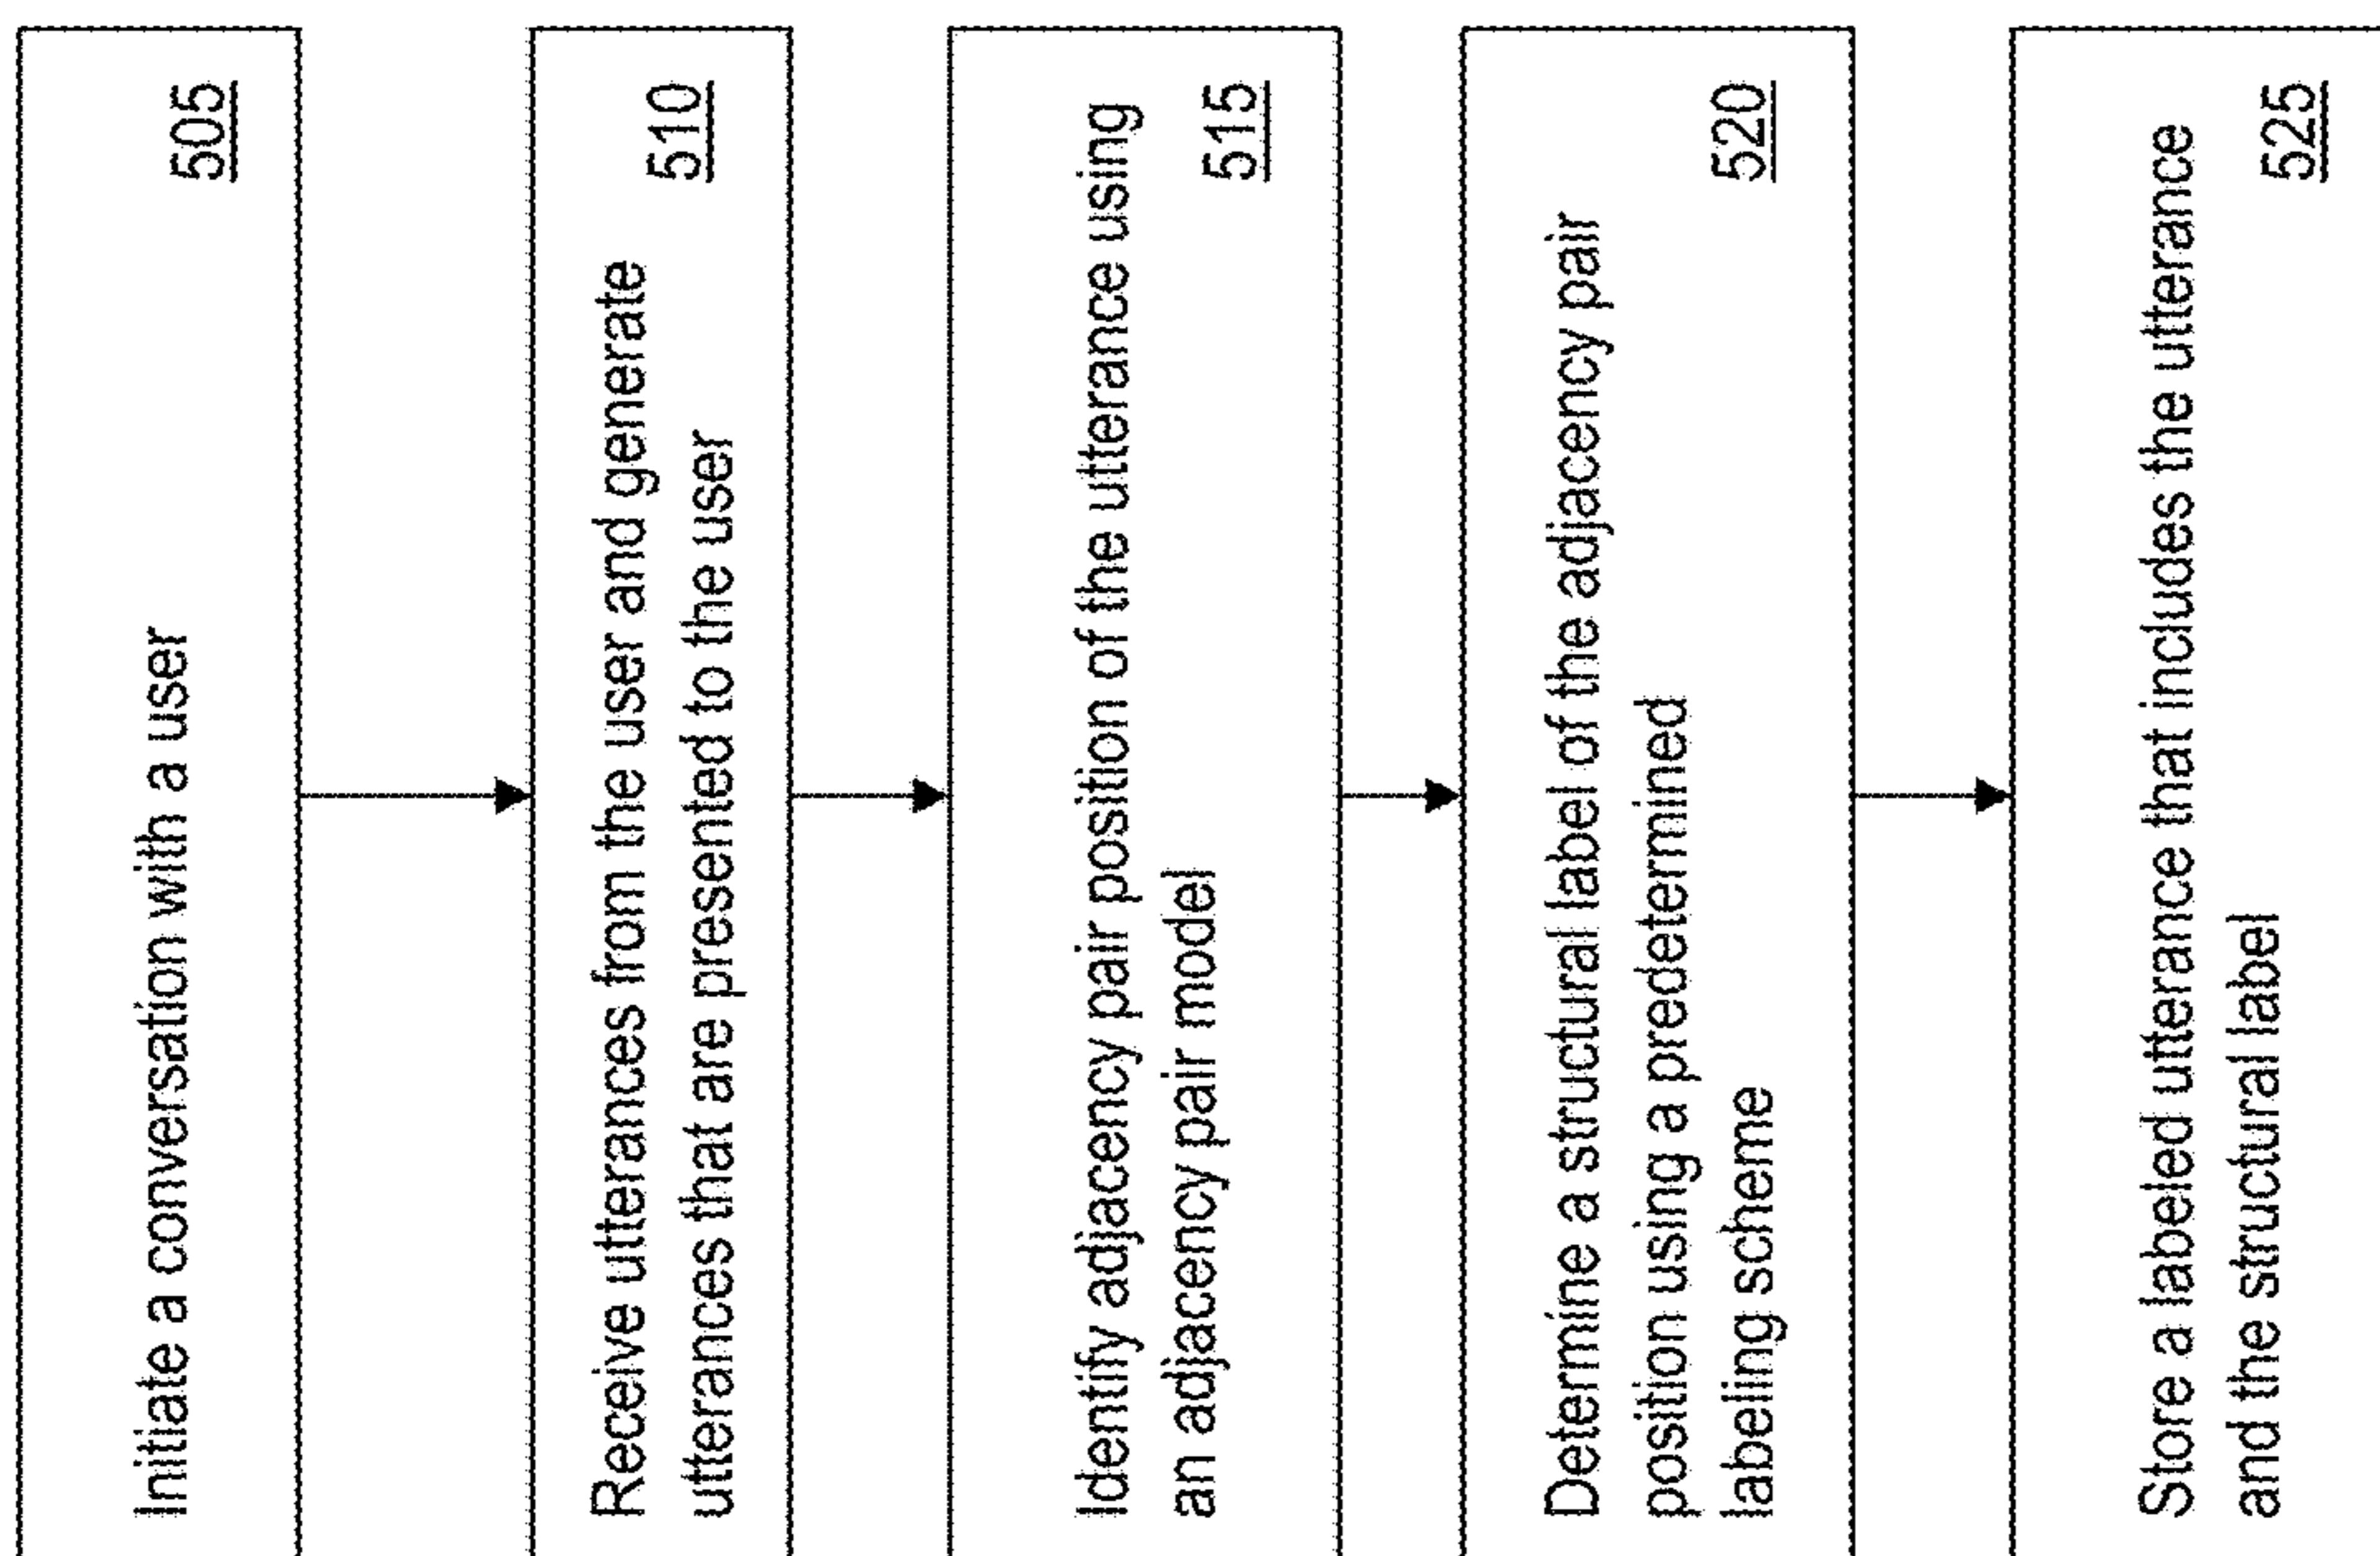 Initiate a conversation with a user
505
Receive utterances from the user and generate
utterances that are presented to the user
510
Identify adjacency pair position of the utterance using
an adjacency pair model
515
Determine a structural label of the adjacency pair
position using a predetermined
labeling scheme
520
Store a labeled utterance that includes the utterance
and the structural label
525